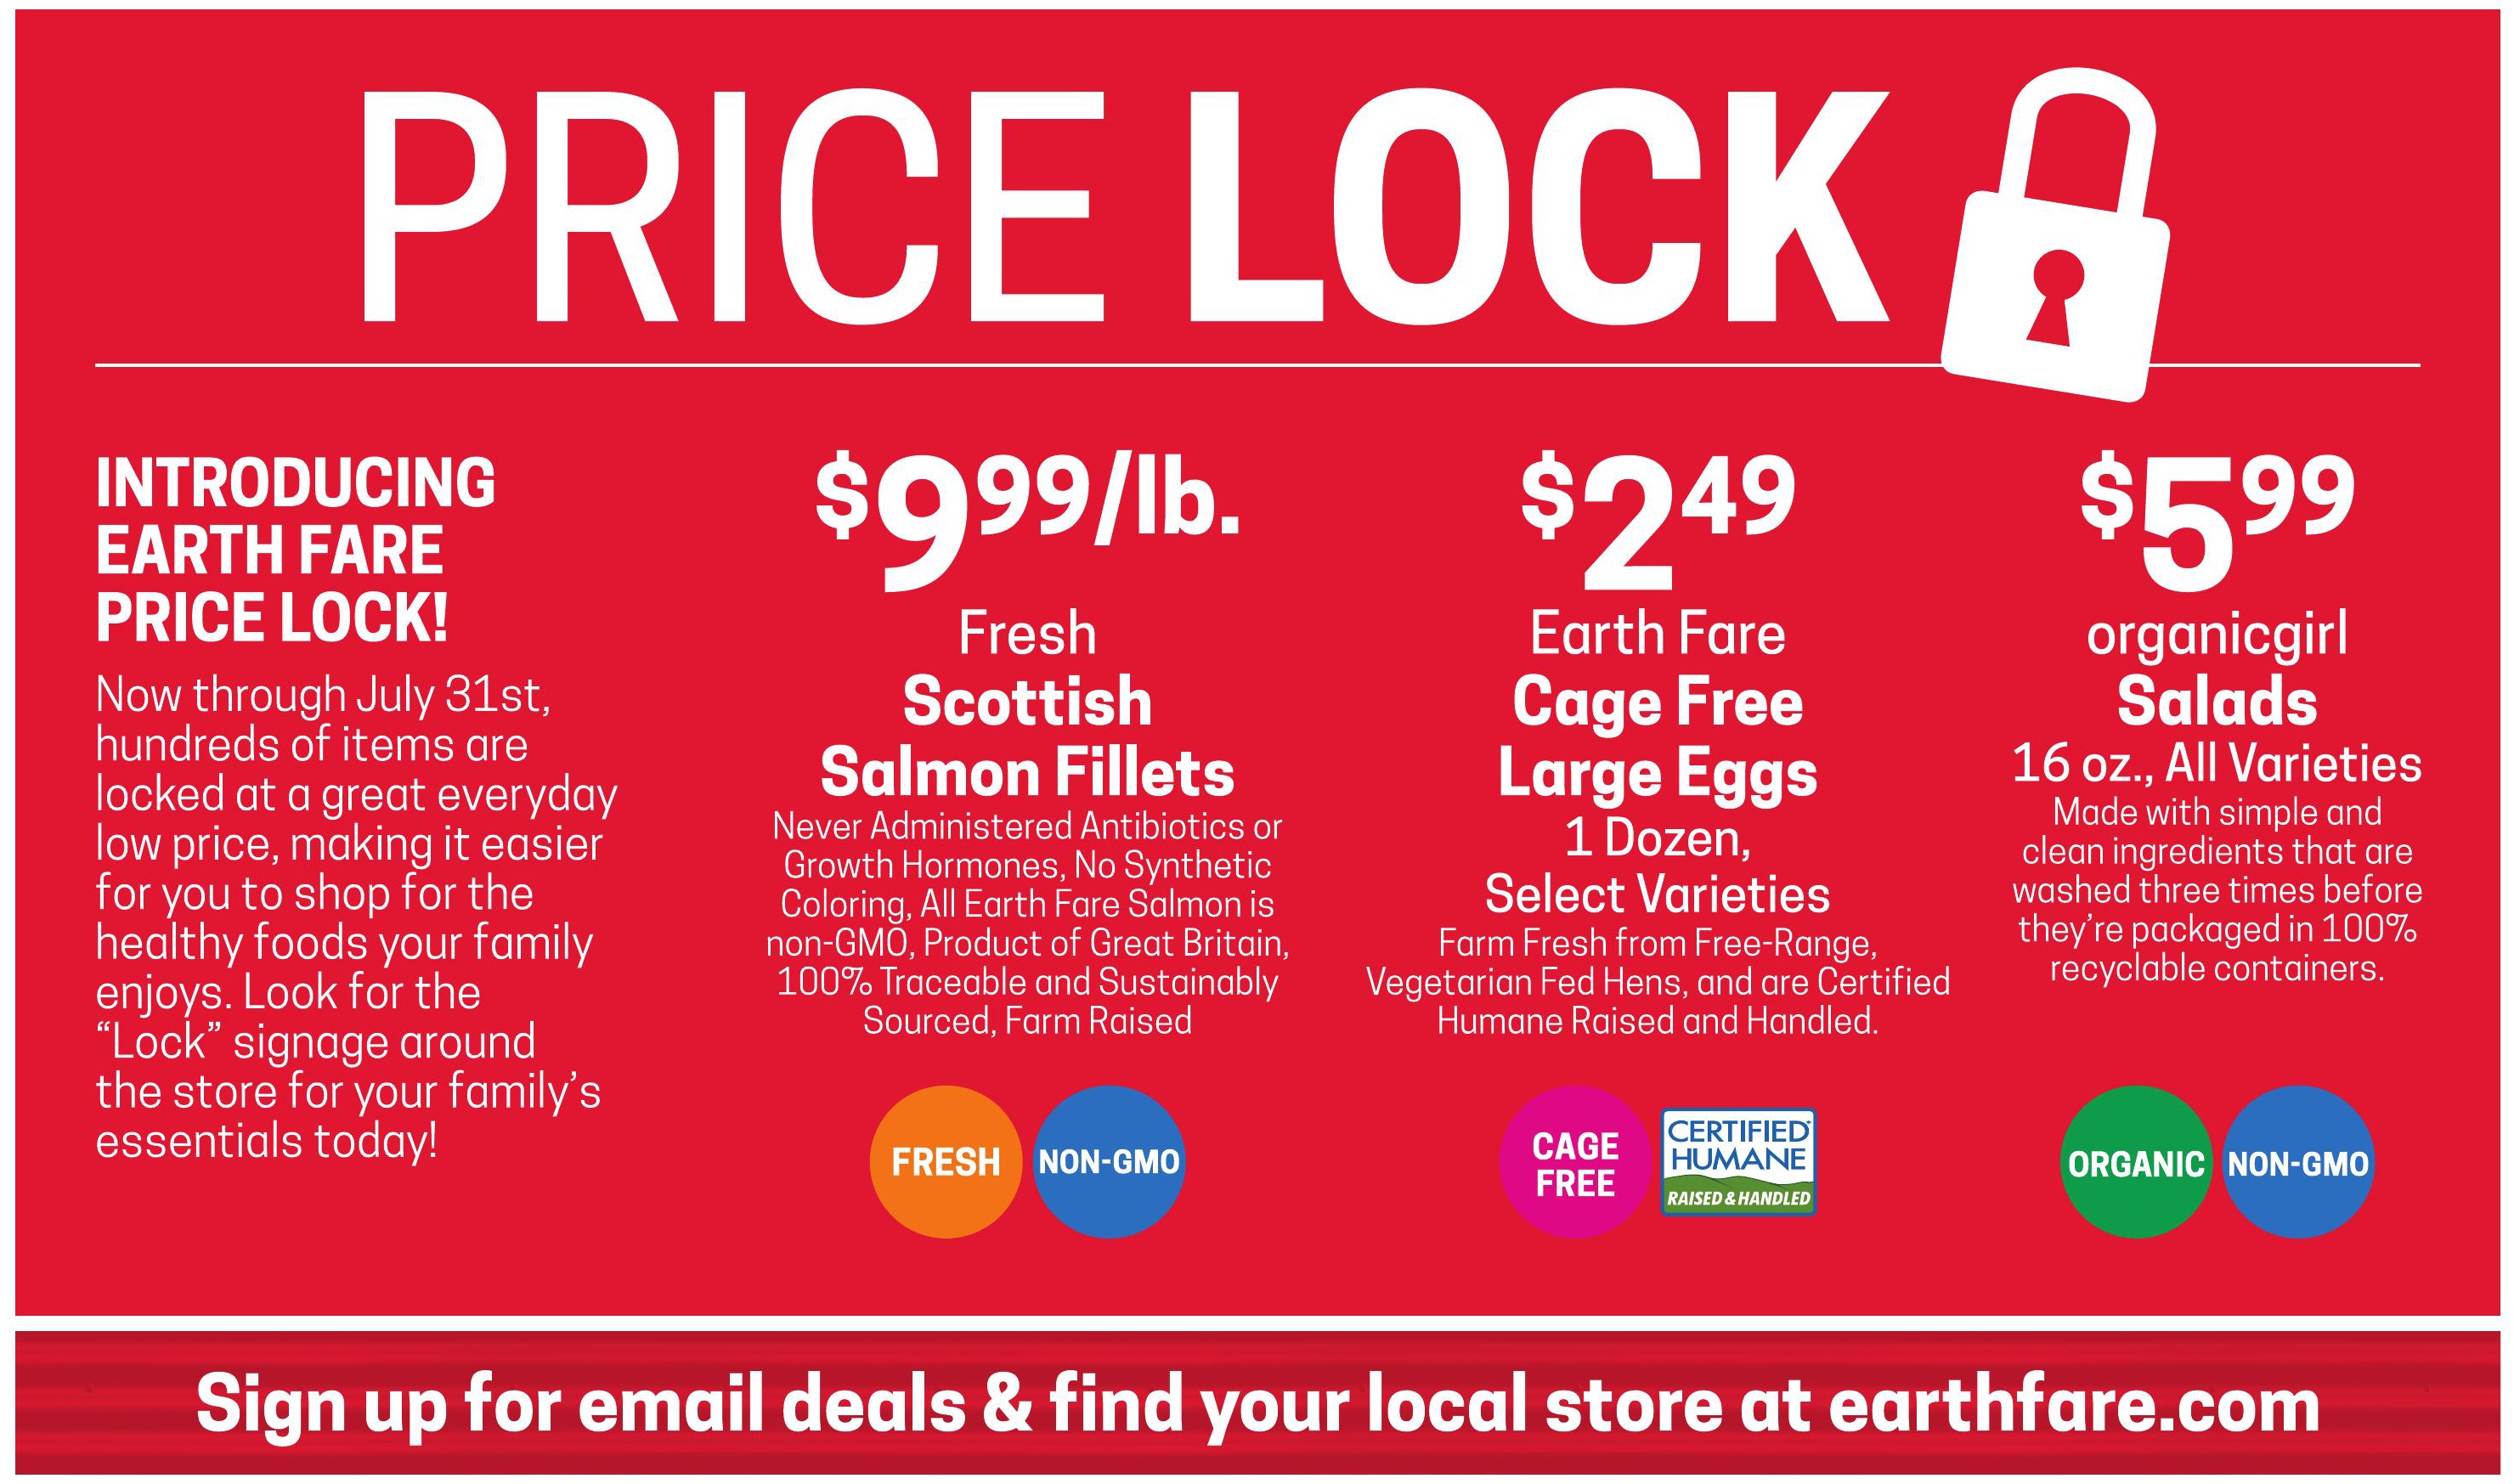 PRICE LOCK
INTRODUCING
EARTH FARE
PRICE LOCK!
Now through July 31st,
hundreds of items are
locked at a great everyday
low price, making it easier
for you to shop for the
healthy foods your family
enjoys. Look for the
“Lock” signage around
the store for your family’s
essentials today!
$999/lb.
Fresh
Scottish
Salmon Fillets
Never Administered Antibiotics or
Growth Hormones, No Synthetic
Coloring, All Earth Fare Salmon is
non-GMO, Product of Great Britain,
100% Traceable and Sustainably
Sourced, Farm Raised
FRESH
NON-GMO
$249
Earth Fare
Cage Free
Large Eggs
1 Dozen,
Select Varieties
Farm Fresh from Free-Range,
Vegetarian Fed Hens, and are Certified
Humane Raised and Handled.
CAGE
FREE
CERTIFIED
HUMANE
RAISED & HANDLED
$599
organicgirl
Salads
16 oz., All Varieties
Made with simple and
clean ingredients that are
washed three times before
they’re packaged in 100%
recyclable containers.
ORGANIC
NON-GMO
Sign up for email deals & find your local store at earthfare.com